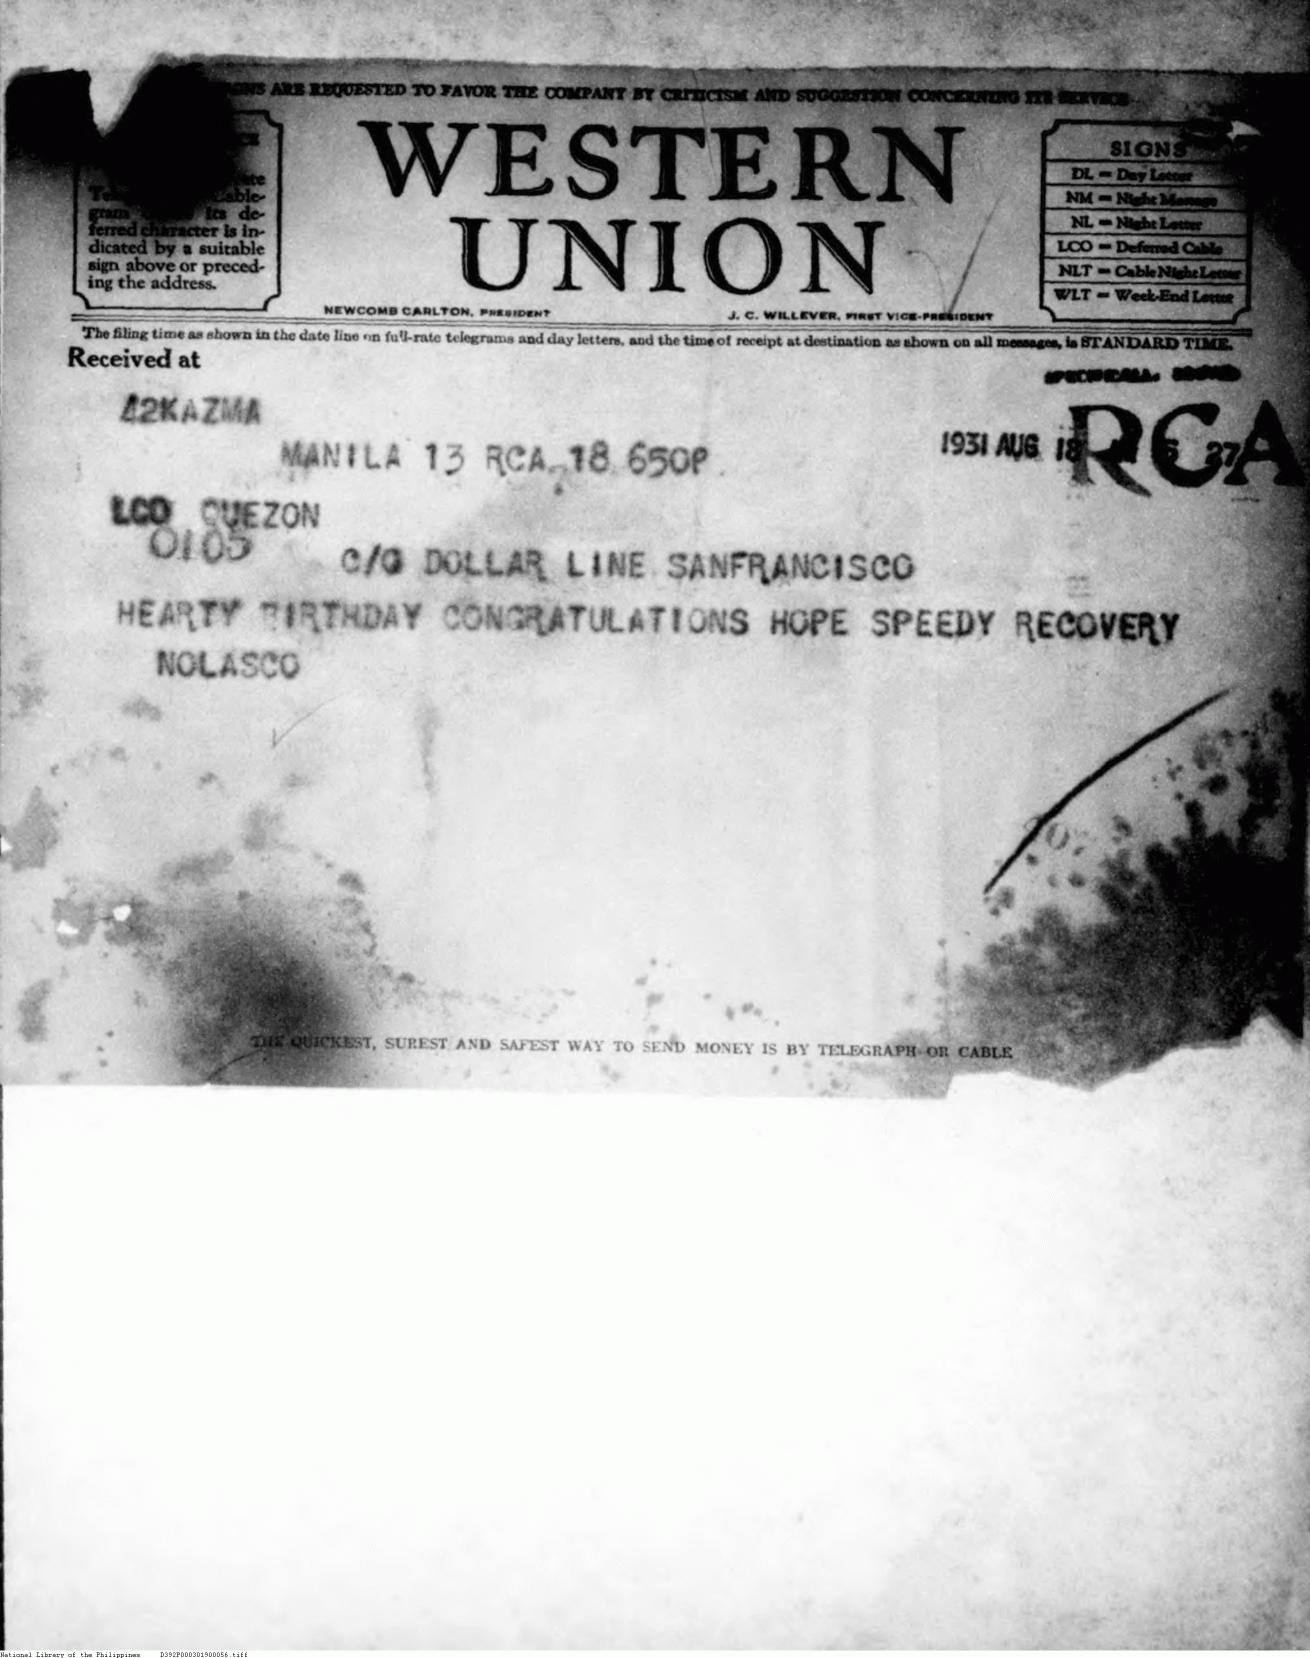 ARE REQUESTED TO FAVOR THE COMPANY BY CRITICISM AND SUGGESTION CONCERNING ITS SERVICE
its de-
ferred character is in-
dicated by a suitable
sign above or preced-
ing the address.
WESTERN
UNION
NEWCOMB CARLTON, PRESIDENT
J. C. WILLEVER, FIRST VICE-PRESIDENT
SIGNS
DL = Day Letter
NM = Night Message
NL = Night Letter
LCO = Deferred Cable
NLT = Cable Night Letter
WLT = Week-End Letter
The filing time as shown in the date line on full-rate telegrams and day letters, and the time of receipt at destination as shown on all messages, is STANDARD TIME.
Received at
42KAZMA
MANILA 13 RCA 18 650P
1931 AUG 18
RCA
LCO QUEZON
0105
C/O DOLLAR LINE SANFRANCISCO
HEARTY BIRTHDAY CONGRATULATIONS HOPE SPEEDY RECOVERY
NOLASCO
THE QUICKEST, SUREST AND SAFEST WAY TO SEND MONEY IS BY TELEGRAPH OR CABLE
National Library of the Philippines D392P000301900056.tiff